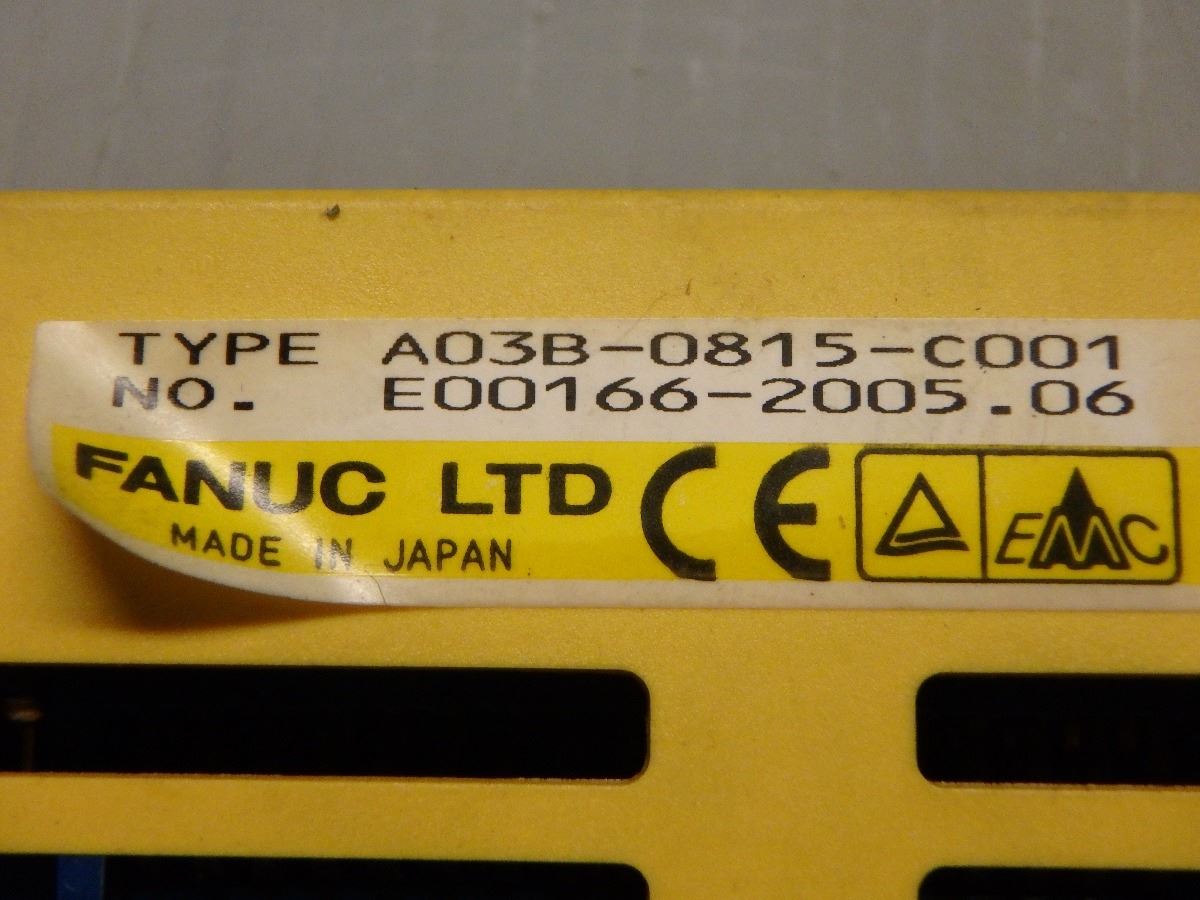 TYPE A03B-0815-C001
NO. E00166-2005.06
FANUC LTD CE EMC
MADE IN JAPAN